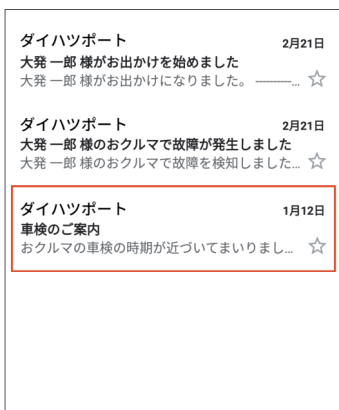 ダイハツポート 2月21日
大発 一郎 様がお出かけを始めました
大発 一郎 様がお出かけになりました。 ----------...
ダイハツポート 2月21日
大発 一郎 様のおクルマで故障が発生しました
大発 一郎 様のおクルマで故障を検知しました...
ダイハツポート 1月12日
車検のご案内
おクルマの車検の時期が近づいてまいりまし...